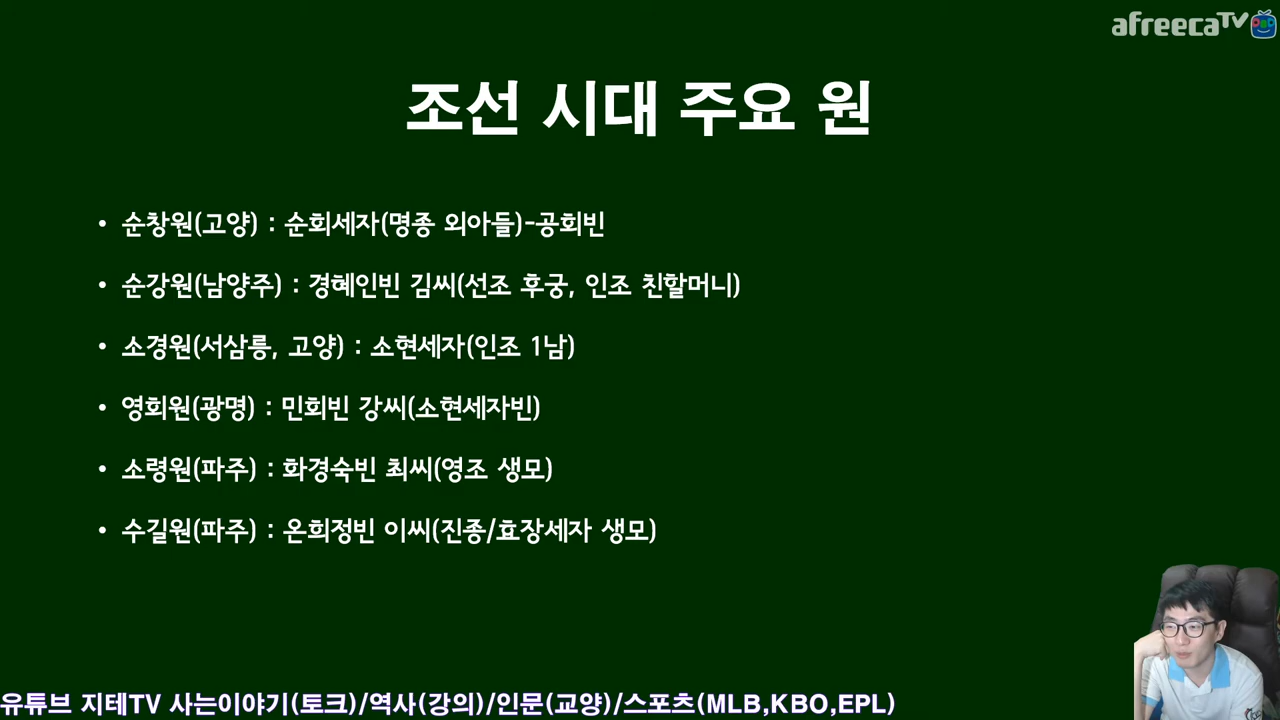 afreecaTV
조선 시대 주요 원
• 순창원(고양) : 순회세자(명종 외아들)-공회빈
• 순강원(남양주) : 경혜인빈 김씨(선조 후궁, 인조 친할머니)
• 소경원(서삼릉, 고양) : 소현세자(인조 1남)
• 영회원(광명) : 민회빈 강씨(소현세자빈)
• 소령원(파주) : 화경숙빈 최씨(영조 생모)
• 수길원(파주) : 온희정빈 이씨(진종/효장세자 생모)
유튜브 지테TV 사는이야기(토크)/역사(강의)/인문(교양)/스포츠(MLB,KBO,EPL)